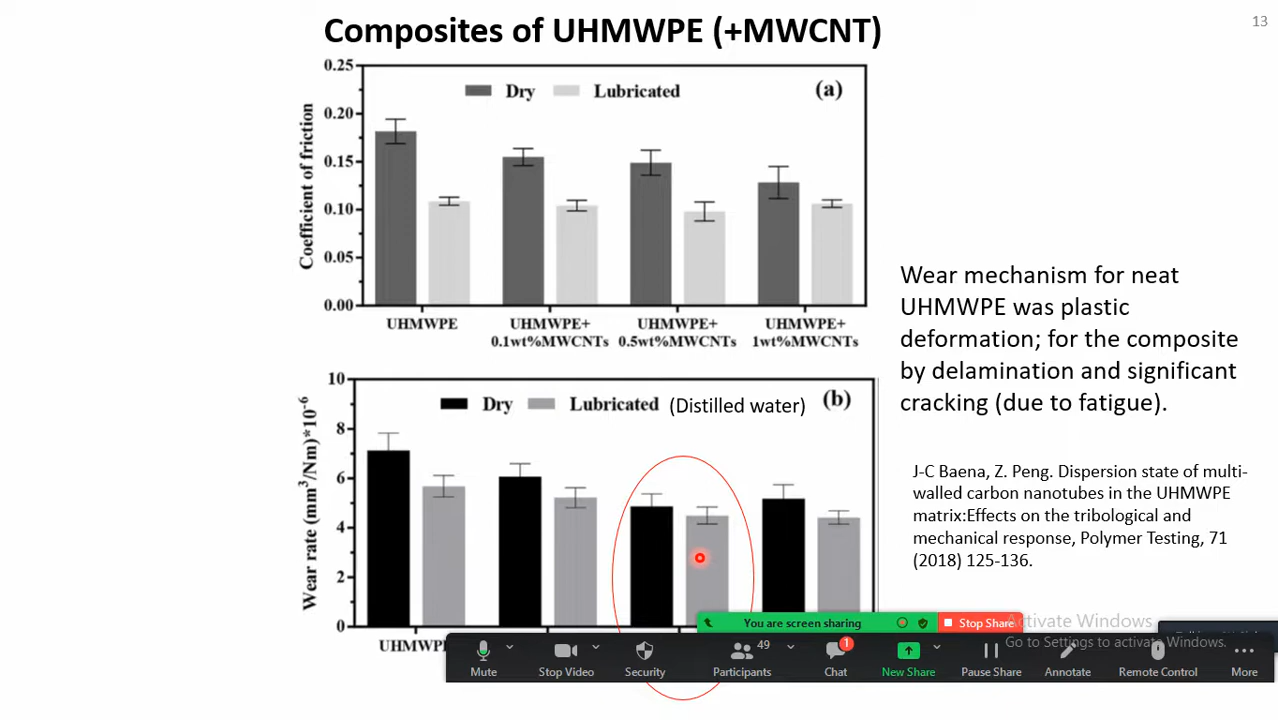 Composites of UHMWPE (+MWCNT)
13
0.25
0.20
0.15
0.10
0.05
0.00
Coefficient of friction
Dry
Lubricated
(a)
UHMWPE
UHMWPE+
0.1wt%MWCNTs
UHMWPE+
0.5wt%MWCNTs
UHMWPE+
1wt%MWCNTs
10
8
6
4
2
0
Wear rate (mm³/Nm)*10⁻⁶
Dry
Lubricated (Distilled water)
(b)
Wear mechanism for neat
UHMWPE was plastic
deformation; for the composite
by delamination and significant
cracking (due to fatigue).
J-C Baena, Z. Peng. Dispersion state of multi-
walled carbon nanotubes in the UHMWPE
matrix:Effects on the tribological and
mechanical response, Polymer Testing, 71
(2018) 125-136.
You are screen sharing
Stop Share
Activate Windows
Go to Settings to activate Windows.
49
1
Mute
Stop Video
Security
Participants
Chat
New Share
Pause Share
Annotate
Remote Control
More